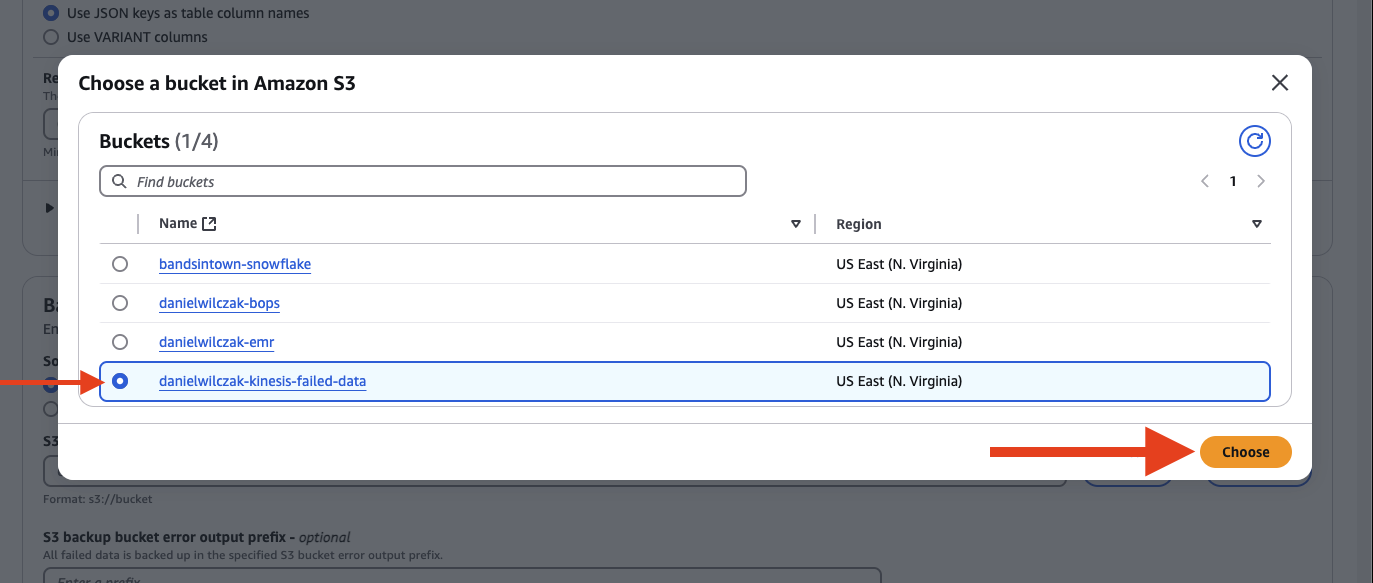 Use JSON keys as table column names
Use VARIANT columns
Re
Th
Choose a bucket in Amazon S3
Buckets (1/4)
Find buckets
1
Mi
Name
Region
bandsintown-snowflake
US East (N. Virginia)
danielwilczak-bops
US East (N. Virginia)
Ba
En
danielwilczak-emr
US East (N. Virginia)
So
danielwilczak-kinesis-failed-data
US East (N. Virginia)
S3
Choose
Format: s3://bucket
S3 backup bucket error output prefix - optional
All failed data is backed up in the specified S3 bucket error output prefix.
Enter a prefix